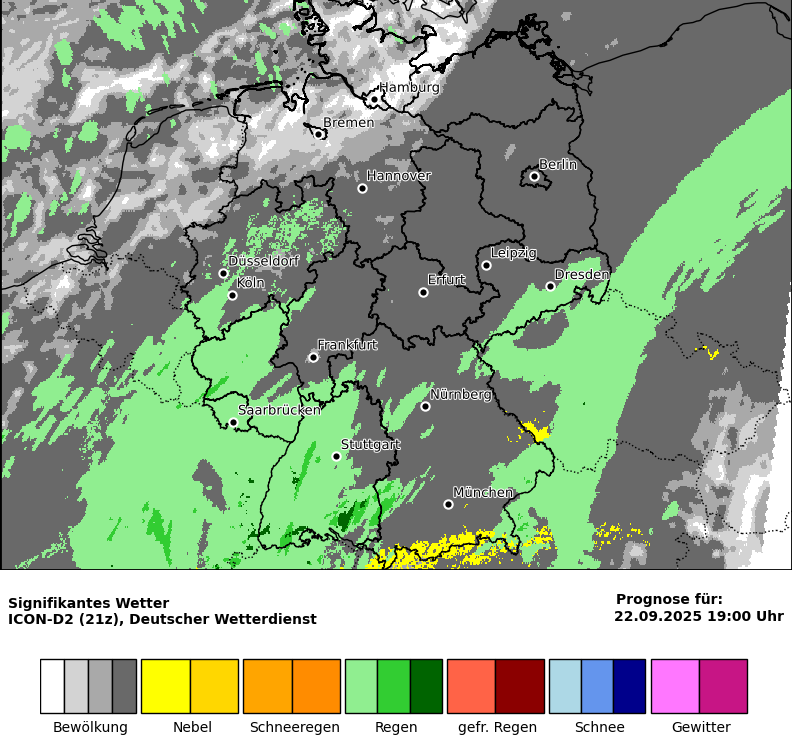 Hamburg
Bremen
Berlin
Hannover
Leipzig
Düsseldorf
Dresden
Köln
Erfurt
Frankfurt
Nürnberg
Saarbrücken
Stuttgart
München
Signifikantes Wetter
ICON-D2 (21z), Deutscher Wetterdienst
Prognose für:
22.09.2025 19:00 Uhr
Bewölkung
Nebel
Schneeregen
Regen
gefr. Regen
Schnee
Gewitter